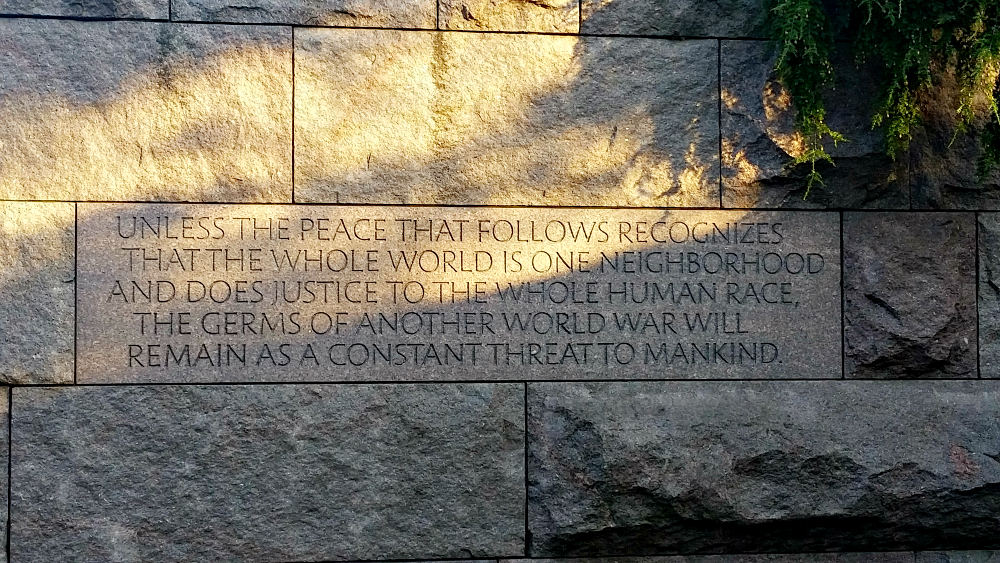 UNLESS THE PEACE THAT FOLLOWS RECOGNIZES
THAT THE WHOLE WORLD IS ONE NEIGHBORHOOD
AND DOES JUSTICE TO THE WHOLE HUMAN RACE,
THE GERMS OF ANOTHER WORLD WAR WILL
REMAIN AS A CONSTANT THREAT TO MANKIND.